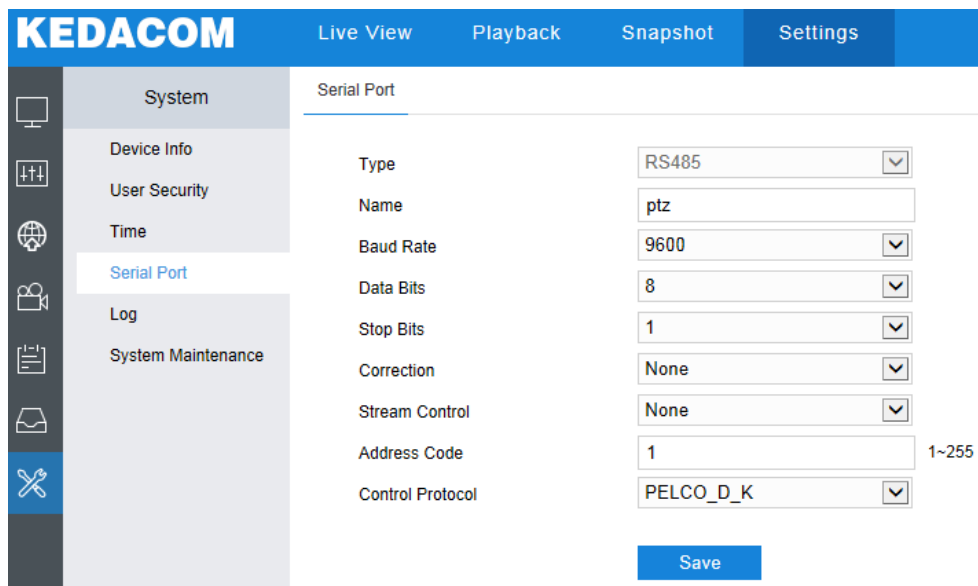 KEDACOM Live View Playback Snapshot Settings
System
Device Info
User Security
Time
Serial Port
Log
System Maintenance
Serial Port
Type RS485
Name ptz
Baud Rate 9600
Data Bits 8
Stop Bits 1
Correction None
Stream Control None
Address Code 1 1~255
Control Protocol PELCO_D_K
Save